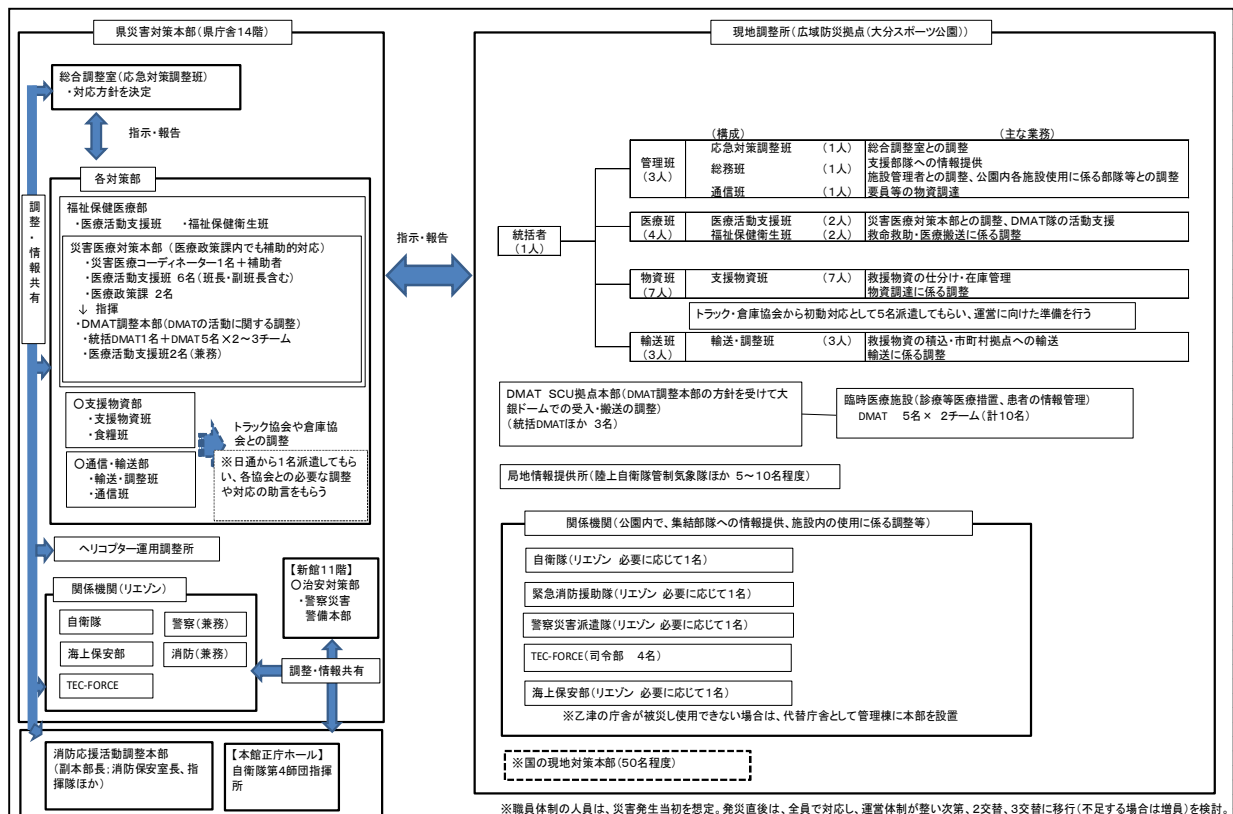 県災害対策本部（県庁舎14階）
総合調整室（応急対策調整班）
・対応方針を決定
指示・報告
各対策部
福祉保健医療部
・医療活動支援班　・福祉保健衛生班
災害医療対策本部（医療政策課内でも補助的対応）
・災害医療コーディネーター1名＋補助者
・医療活動支援班 6名（班長・副班長含む）
・医療政策課 2名
↓ 指揮
・DMAT調整本部（DMATの活動に関する調整）
・統括DMAT1名＋DMAT5名×2～3チーム
・医療活動支援班2名（兼務）
〇支援物資部
・支援物資班
・食糧班
〇通信・輸送部
・輸送・調整班
・通信班
トラック協会や倉庫協
会との調整
※日通から1名派遣してもら
い、各協会との必要な調整
や対応の助言をもらう
調整・情報共有
ヘリコプター運用調整所
関係機関（リエゾン）
自衛隊
警察（兼務）
海上保安部
消防（兼務）
TEC-FORCE
【新館11階】
〇治安対策部
・警察災害
警備本部
調整・情報共有
消防応援活動調整本部
（副本部長；消防保安室長、指
揮隊ほか）
【本館正庁ホール】
自衛隊第4師団指揮
所
指示・報告
現地調整所（広域防災拠点（大分スポーツ公園））
（構成）　（主な業務）
統括者
（1人）
管理班
（3人）
応急対策調整班　（1人）
総務班　（1人）
通信班　（1人）
総合調整室との調整
支援部隊への情報提供
施設管理者との調整、公園内各施設使用に係る部隊等との調整
要員等の物資調達
医療班
（4人）
医療活動支援班　（2人）
福祉保健衛生班　（2人）
災害医療対策本部との調整、DMAT隊の活動支援
救命救助・医療搬送に係る調整
物資班
（7人）
支援物資班　（7人）
救援物資の仕分け・在庫管理
物資調達に係る調整
トラック・倉庫協会から初動対応として5名派遣してもらい、運営に向けた準備を行う
輸送班
（3人）
輸送・調整班　（3人）
救援物資の積込・市町村拠点への輸送
輸送に係る調整
DMAT SCU拠点本部（DMAT調整本部の方針を受けて大
銀ドームでの受入・搬送の調整）
（統括DMATほか 3名）
臨時医療施設（診療等医療措置、患者の情報管理）
DMAT　5名×　2チーム（計10名）
局地情報提供所（陸上自衛隊管制気象隊ほか 5～10名程度）
関係機関（公園内で、集結部隊への情報提供、施設内の使用に係る調整等）
自衛隊（リエゾン 必要に応じて1名）
緊急消防援助隊（リエゾン 必要に応じて1名）
警察災害派遣隊（リエゾン 必要に応じて1名）
TEC-FORCE（司令部　4名）
海上保安部（リエゾン 必要に応じて1名）
※乙津の庁舎が被災し使用できない場合は、代替庁舎として管理棟に本部を設置
※国の現地対策本部（50名程度）
※職員体制の人員は、災害発生当初を想定。発災直後は、全員で対応し、運営体制が整い次第、2交替、3交替に移行（不足する場合は増員）を検討。